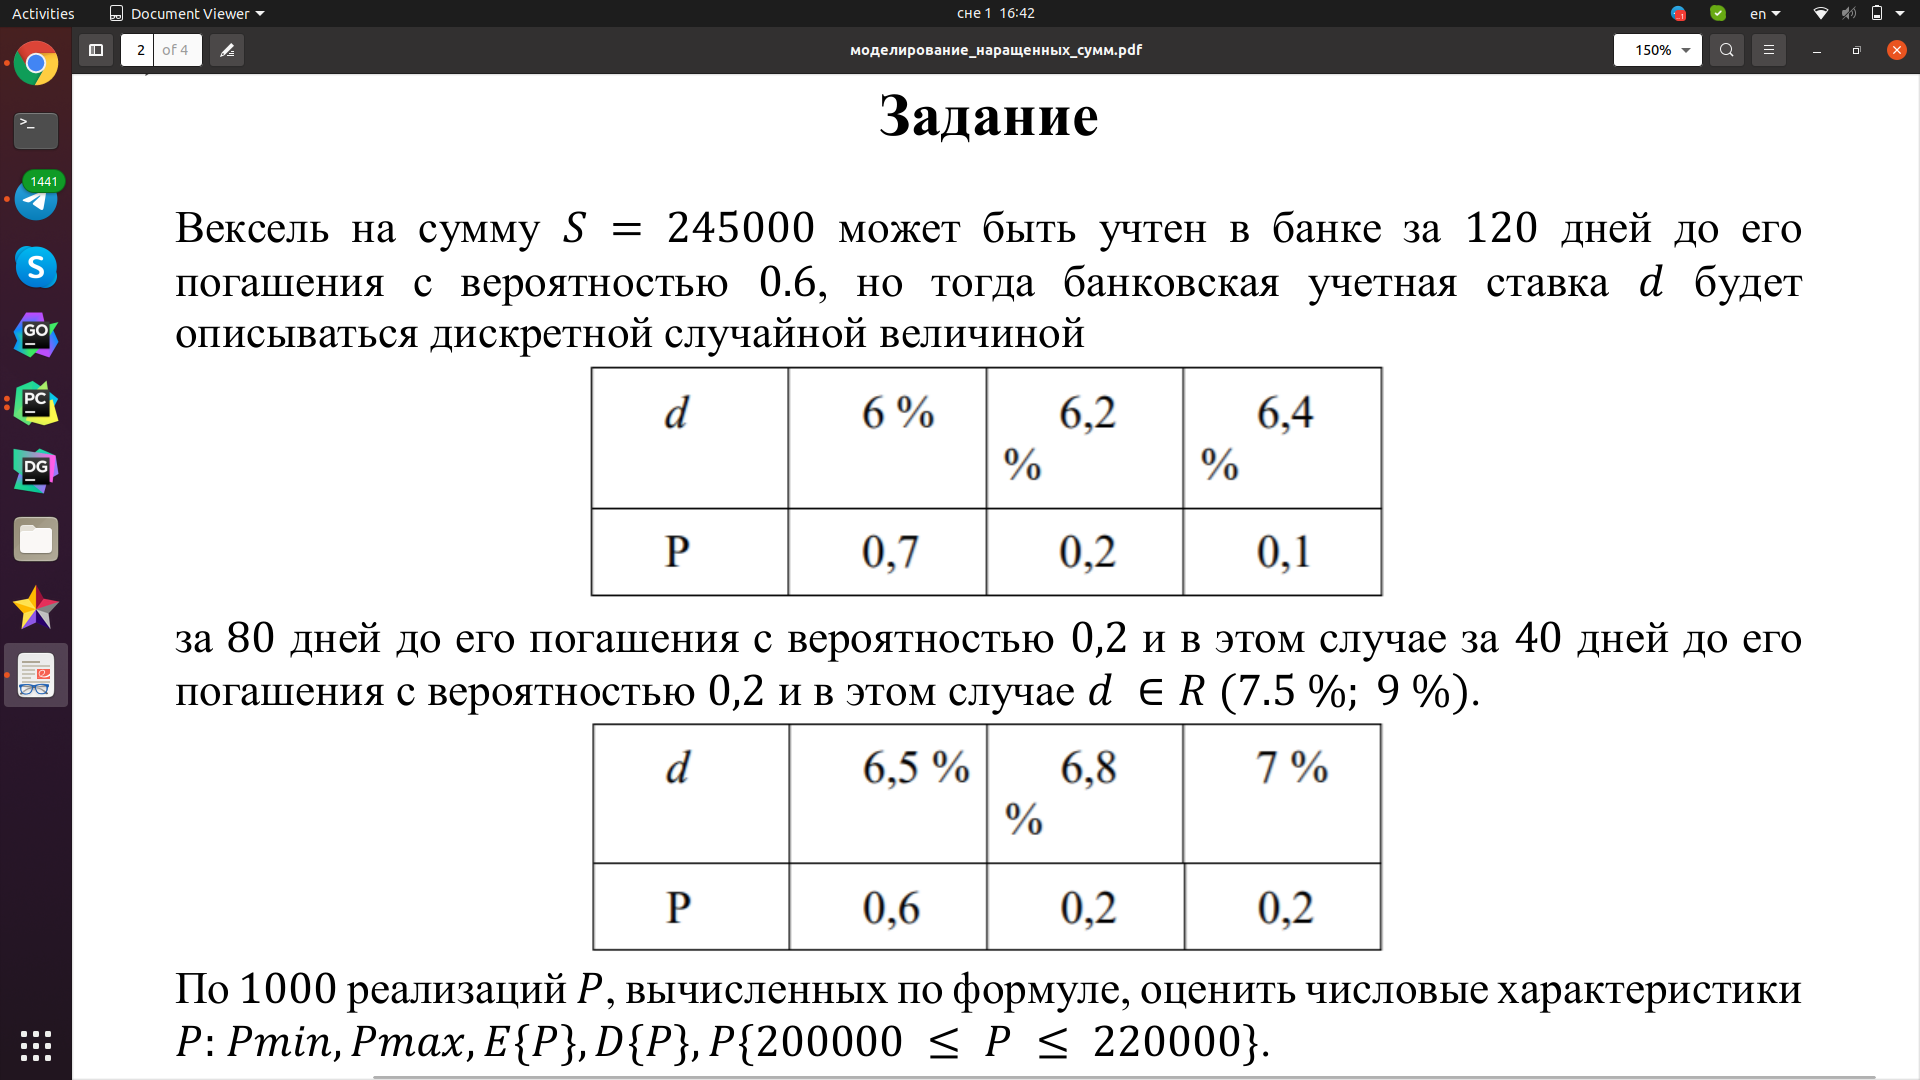 Activities Document Viewer сне 1 16:42 1 en
2 of 4 моделирование_наращенных_сумм.pdf 150%
>_
1441
S
GO
PC
DG
Задание
Вексель на сумму S = 245000 может быть учтен в банке за 120 дней до его
погашения с вероятностью 0.6, но тогда банковская учетная ставка d будет
описываться дискретной случайной величиной
d 6 % 6,2 % 6,4 %
P 0,7 0,2 0,1
за 80 дней до его погашения с вероятностью 0,2 и в этом случае за 40 дней до его
погашения с вероятностью 0,2 и в этом случае d ∈ R (7.5 %; 9 %).
d 6,5 % 6,8 % 7 %
P 0,6 0,2 0,2
По 1000 реализаций P, вычисленных по формуле, оценить числовые характеристики
P: Pmin, Pmax, E{P}, D{P}, P{200000 ≤ P ≤ 220000}.